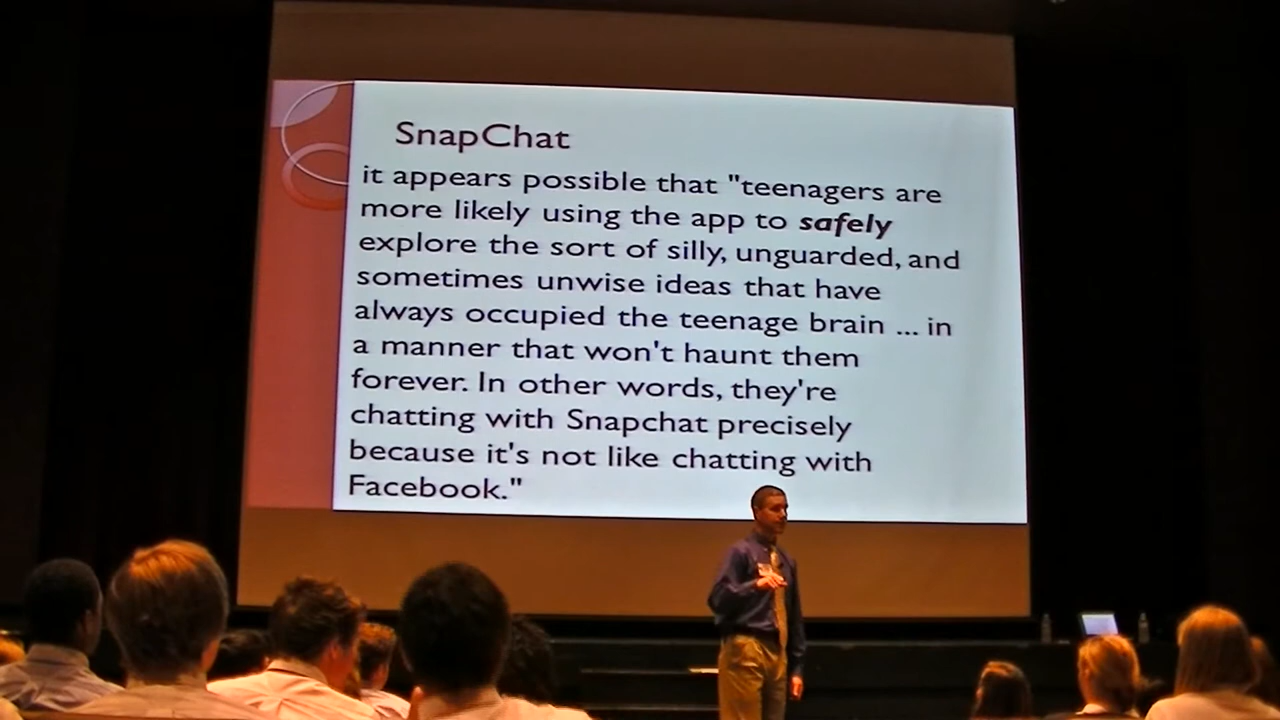 SnapChat
it appears possible that "teenagers are
more likely using the app to safely
explore the sort of silly, unguarded, and
sometimes unwise ideas that have
always occupied the teenage brain ... in
a manner that won't haunt them
forever. In other words, they're
chatting with Snapchat precisely
because it's not like chatting with
Facebook."